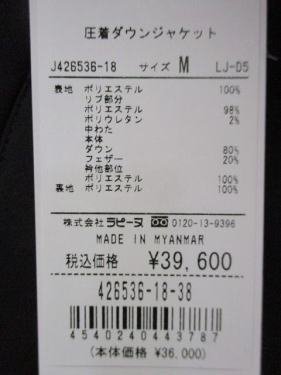 圧着ダウンジャケット
J426536-18 サイズ M LJ-D5
表地 ポリエステル 100%
リブ部分
ポリエステル 98%
ポリウレタン 2%
中わた
本体
ダウン 80%
フェザー 20%
衿他部位
ポリエステル 100%
裏地 ポリエステル 100%
株式会社ラピーヌ 0120-13-9396
MADE IN MYANMAR
税込価格 ¥39,600
426536-18-38
4540240443787
(本体価格 ¥36,000)